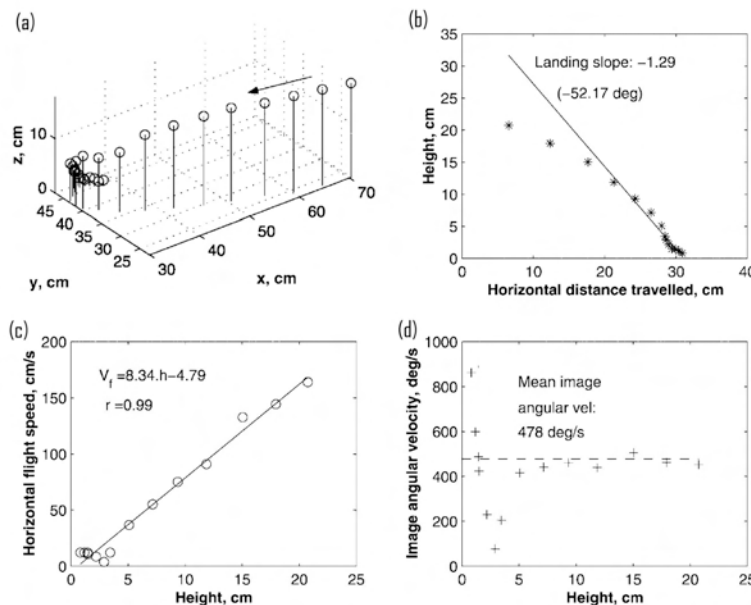 (a)
z, cm
10
0
45
40
35
30
25
y, cm
30
40
50
60
70
x, cm
(b)
35
30
25
20
15
10
5
0
Height, cm
Landing slope: -1.29
(-52.17 deg)
0 10 20 30 40
Horizontal distance travelled, cm
(c)
200
150
100
50
0
Horizontal flight speed, cm/s
V_f=8.34.h-4.79
r=0.99
0 5 10 15 20 25
Height, cm
(d)
1000
800
600
400
200
0
Image angular velocity, deg/s
Mean image
angular vel:
478 deg/s
0 5 10 15 20 25
Height, cm